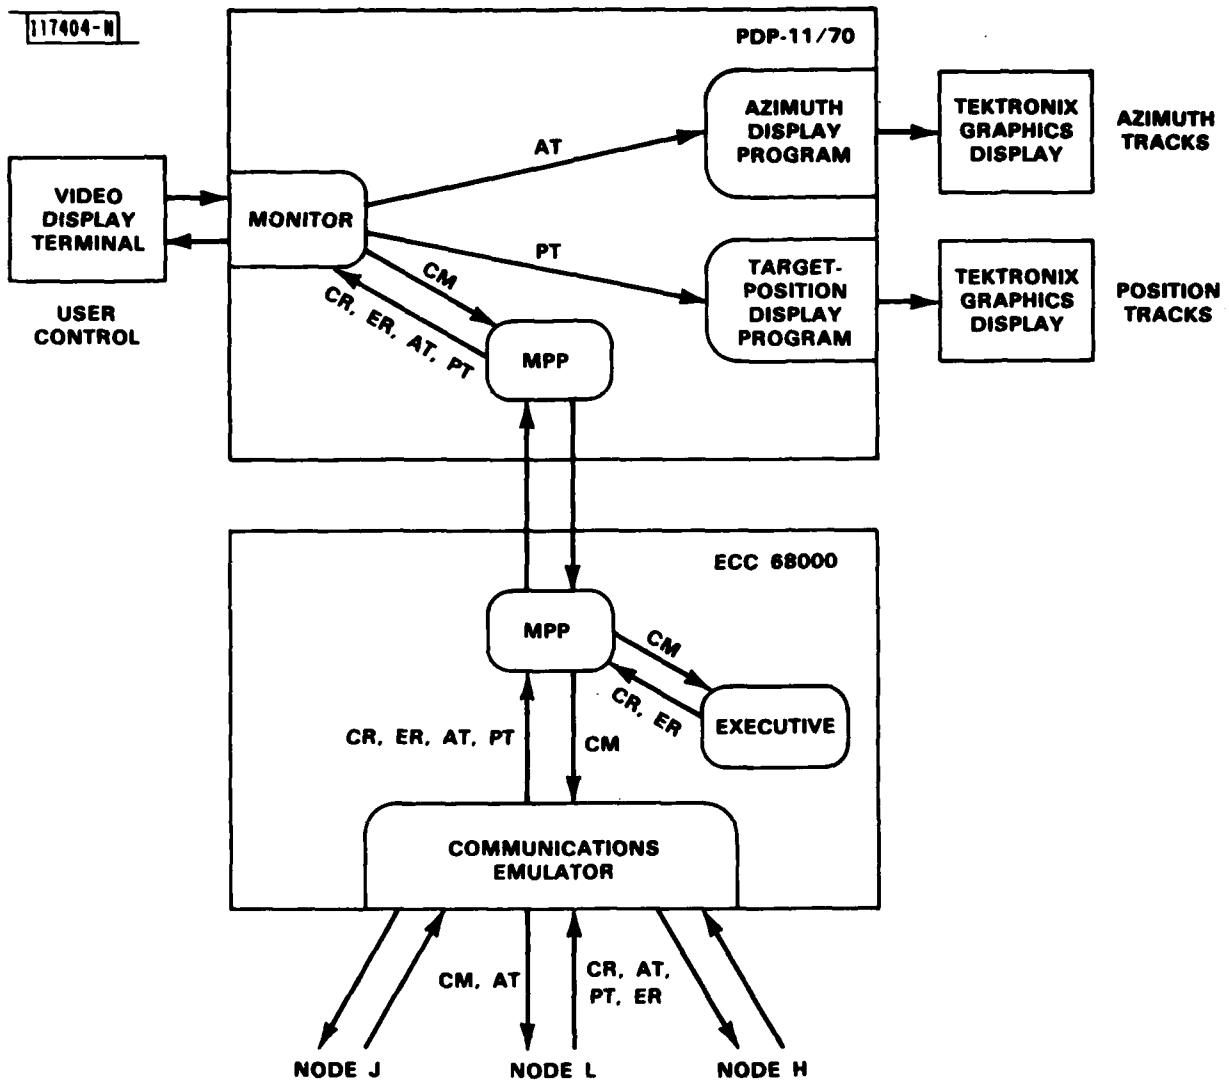 117404-N
PDP-11/70
AZIMUTH
DISPLAY
PROGRAM
TEKTRONIX
GRAPHICS
DISPLAY
AZIMUTH
TRACKS
AT
VIDEO
DISPLAY
TERMINAL
MONITOR
USER
CONTROL
PT
TARGET-
POSITION
DISPLAY
PROGRAM
TEKTRONIX
GRAPHICS
DISPLAY
POSITION
TRACKS
CM
CR, ER, AT, PT
MPP
ECC 68000
MPP
CM
CR, ER
EXECUTIVE
CR, ER, AT, PT
CM
COMMUNICATIONS
EMULATOR
CM, AT
CR, AT,
PT, ER
NODE J
NODE L
NODE H